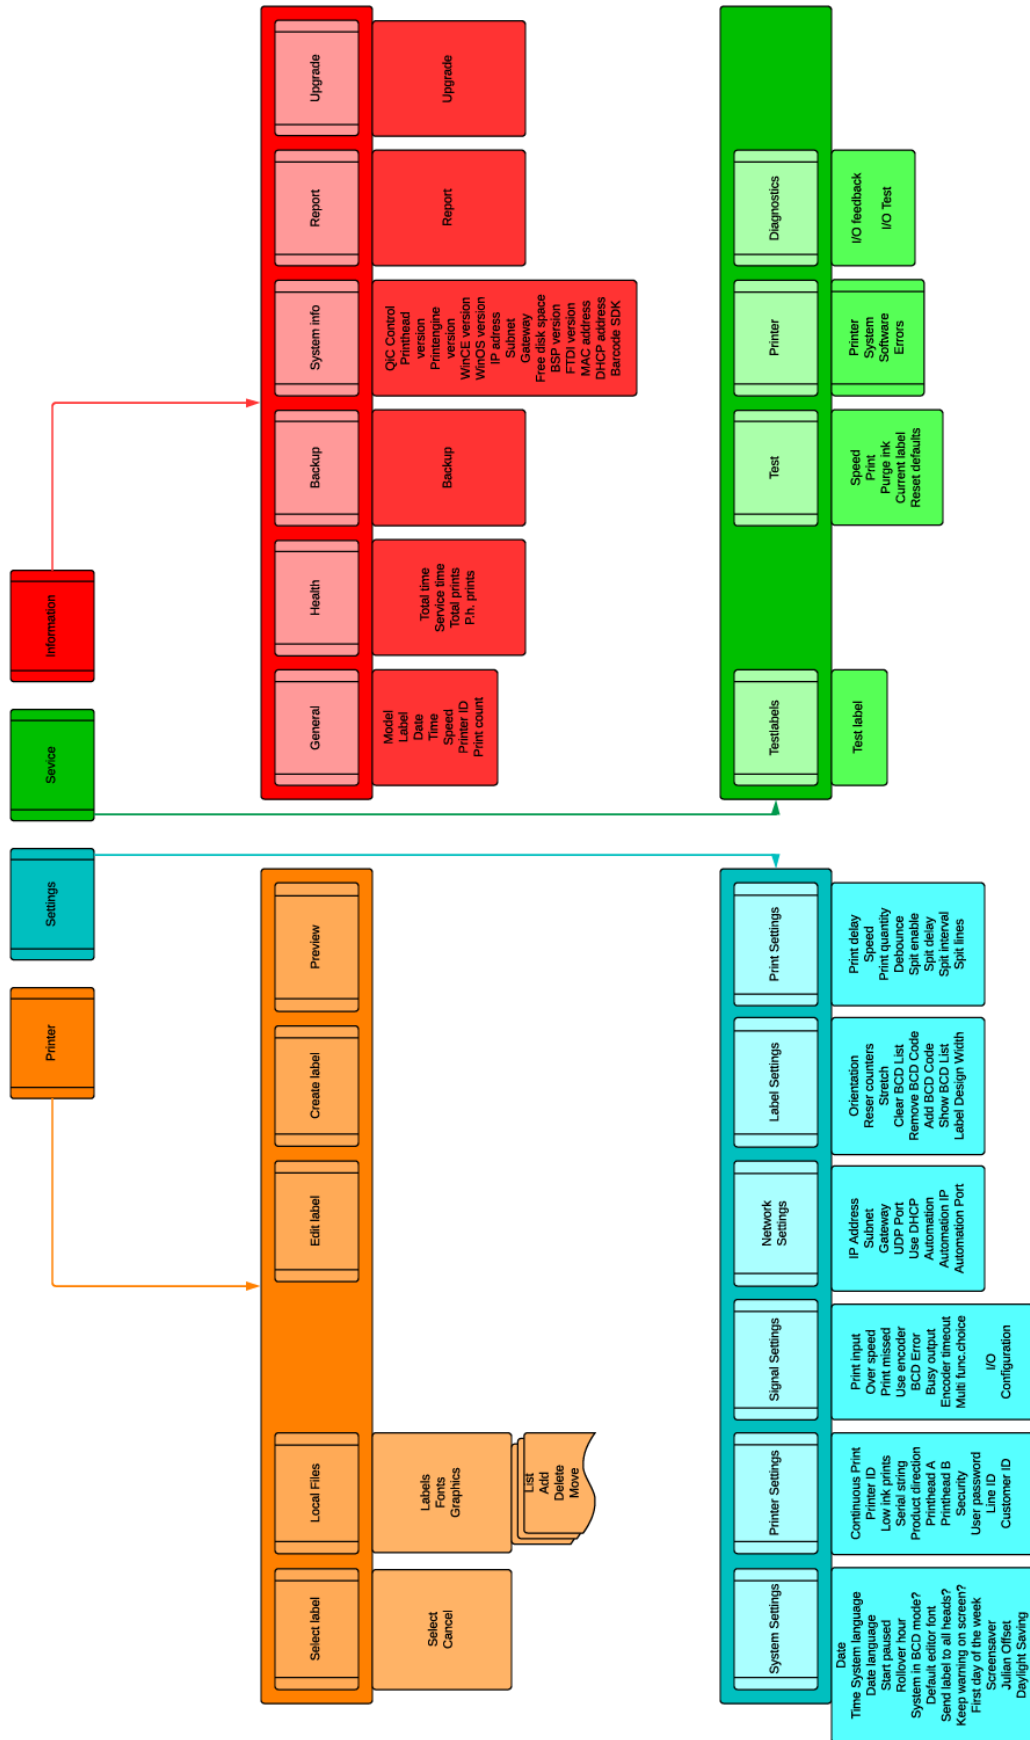 Printer
Settings
Sevice
Information
Select label
Local Files
Edit label
Create label
Preview
Select
Cancel
Labels
Fonts
Graphics
List
Add
Delete
Move
General
Health
Backup
System info
Report
Upgrade
Model
Label
Date
Time
Speed
Printer ID
Print count
Total time
Service time
Total prints
P.h. prints
Backup
QiC Control
Printhead
version
Printengine
version
WinCE version
WinOS version
IP adress
Subnet
Gateway
Free disk space
BSP version
FTDI version
MAC address
DHCP address
Barcode SDK
Report
Upgrade
System Settings
Printer Settings
Signal Settings
Network
Settings
Label Settings
Print Settings
Date
Time System language
Date language
Start paused
Rollover hour
System in BCD mode?
Default editor font
Send label to all heads?
Keep warning on screen?
First day of the week
Screensaver
Julian Offset
Daylight Saving
Continuous Print
Printer ID
Low ink prints
Serial string
Product direction
Printhead A
Printhead B
Security
User password
Line ID
Customer ID
Print input
Over speed
Print missed
Use encoder
BCD Error
Busy output
Encoder timeout
Multi func.choice
I/O
Configuration
IP Address
Subnet
Gateway
UDP Port
Use DHCP
Automation
Automation IP
Automation Port
Orientation
Reser counters
Stretch
Clear BCD List
Remove BCD Code
Add BCD Code
Show BCD List
Label Design Width
Print delay
Speed
Print quantity
Debounce
Spit enable
Spit delay
Spit interval
Spit lines
Testlabels
Test
Printer
Diagnostics
Test label
Speed
Print
Purge ink
Current label
Reset defaults
Printer
System
Software
Errors
I/O feedback
I/O Test